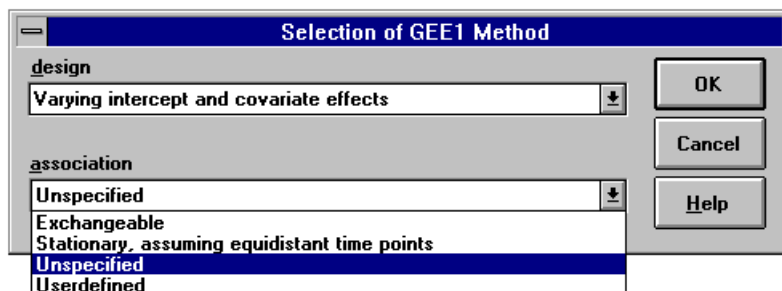 Selection of GEE1 Method
design
Varying intercept and covariate effects
OK
Cancel
association
Unspecified
Help
Exchangeable
Stationary, assuming equidistant time points
Unspecified
Userdefined